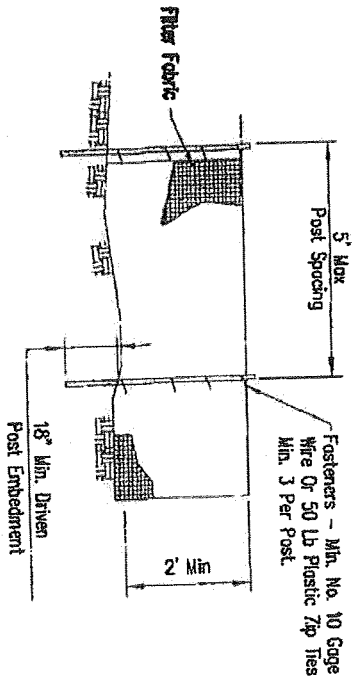 5' Max
Post Spacing
Filter Fabric
Fasteners - Min. No. 10 Gage
Wire Or 50 Lb Plastic Zip Ties
Min. 3 Per Post.
2' Min
18" Min. Driven
Post Embedment